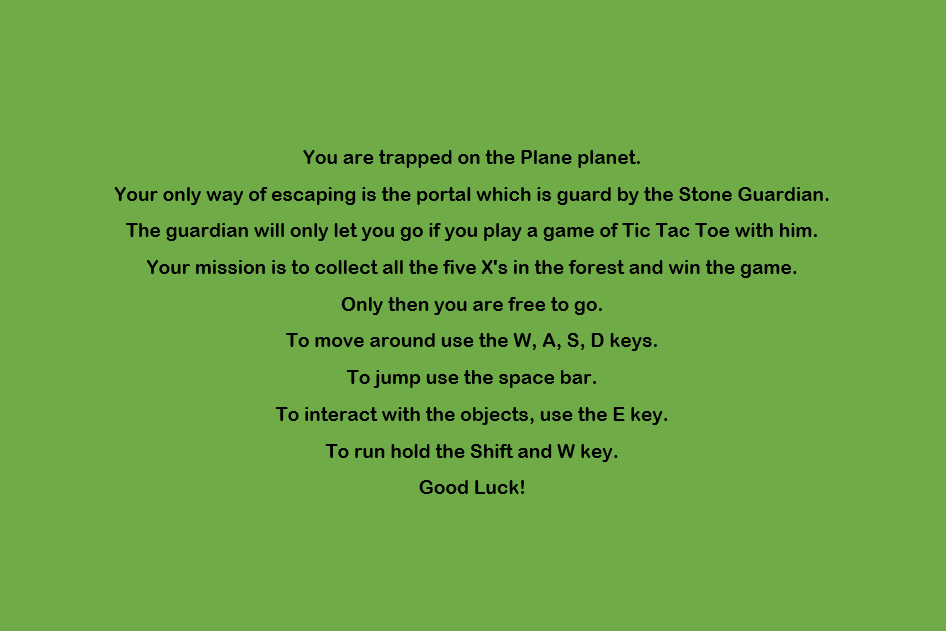 You are trapped on the Plane planet.
Your only way of escaping is the portal which is guard by the Stone Guardian.
The guardian will only let you go if you play a game of Tic Tac Toe with him.
Your mission is to collect all the five X's in the forest and win the game.
Only then you are free to go.
To move around use the W, A, S, D keys.
To jump use the space bar.
To interact with the objects, use the E key.
To run hold the Shift and W key.
Good Luck!